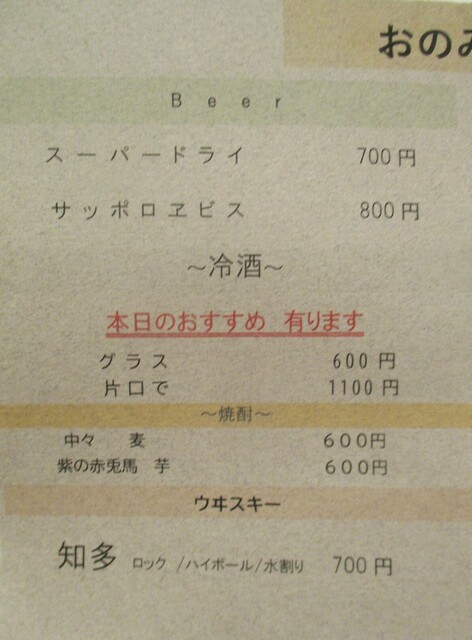 おのみ
Beer
スーパードライ 700円
サッポロヱビス 800円
～冷酒～
本日のおすすめ 有ります
グラス 600円
片口で 1100円
～焼酎～
中々 麦 600円
紫の赤兎馬 芋 600円
ウヰスキー
知多 ロック /ハイボール/水割り 700円